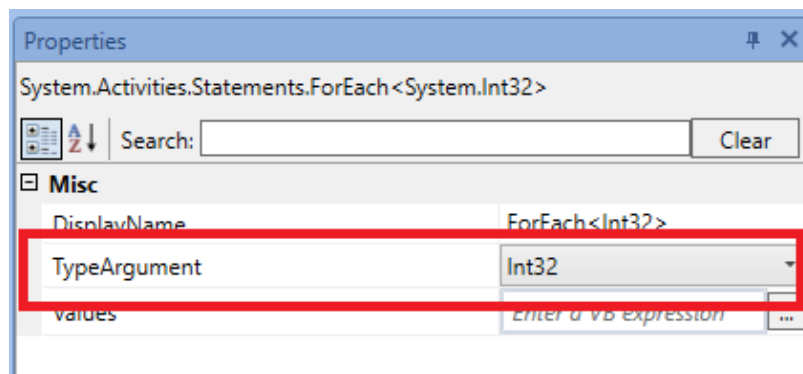 Properties
System.Activities.Statements.ForEach<System.Int32>
A Z Search: Clear
Misc
DisplayName ForEach<Int32>
TypeArgument Int32
Values Enter a VB expression ...